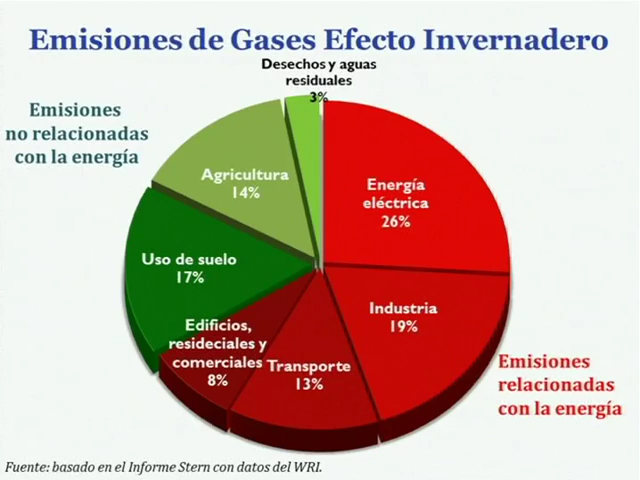 Emisiones de Gases Efecto Invernadero
Desechos y aguas
residuales
3%
Emisiones
no relacionadas
con la energía
Agricultura
14%
Energía
eléctrica
26%
Uso de suelo
17%
Industria
19%
Edificios,
resideciales y
comerciales
8%
Transporte
13%
Emisiones
relacionadas
con la energía
Fuente: basado en el Informe Stern con datos del WRI.